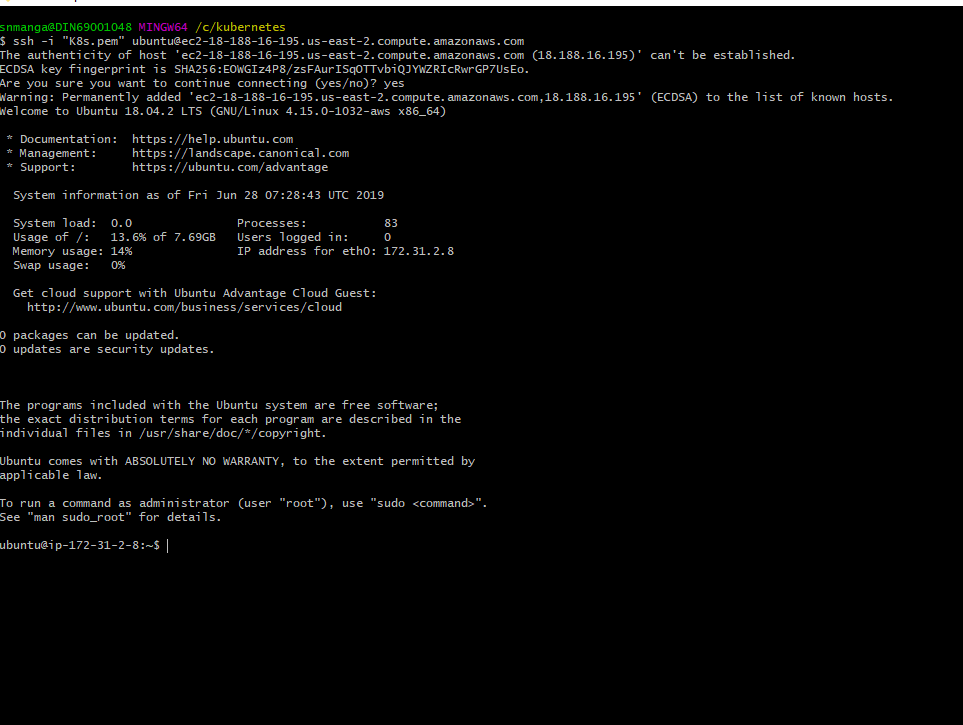 snmanga@DIN69001048 MINGW64 /c/kubernetes
$ ssh -i "K8s.pem" ubuntu@ec2-18-188-16-195.us-east-2.compute.amazonaws.com
The authenticity of host 'ec2-18-188-16-195.us-east-2.compute.amazonaws.com (18.188.16.195)' can't be established.
ECDSA key fingerprint is SHA256:EOWGIz4P8/zsFAurISqOTTvbiQJYWZRIcRwrGP7UsEo.
Are you sure you want to continue connecting (yes/no)? yes
Warning: Permanently added 'ec2-18-188-16-195.us-east-2.compute.amazonaws.com,18.188.16.195' (ECDSA) to the list of known hosts.
Welcome to Ubuntu 18.04.2 LTS (GNU/Linux 4.15.0-1032-aws x86_64)
* Documentation: https://help.ubuntu.com
* Management: https://landscape.canonical.com
* Support: https://ubuntu.com/advantage
System information as of Fri Jun 28 07:28:43 UTC 2019
System load: 0.0 Processes: 83
Usage of /: 13.6% of 7.69GB Users logged in: 0
Memory usage: 14% IP address for eth0: 172.31.2.8
Swap usage: 0%
Get cloud support with Ubuntu Advantage Cloud Guest:
http://www.ubuntu.com/business/services/cloud
0 packages can be updated.
0 updates are security updates.
The programs included with the Ubuntu system are free software;
the exact distribution terms for each program are described in the
individual files in /usr/share/doc/*/copyright.
Ubuntu comes with ABSOLUTELY NO WARRANTY, to the extent permitted by
applicable law.
To run a command as administrator (user "root"), use "sudo <command>".
See "man sudo_root" for details.
ubuntu@ip-172-31-2-8:~$